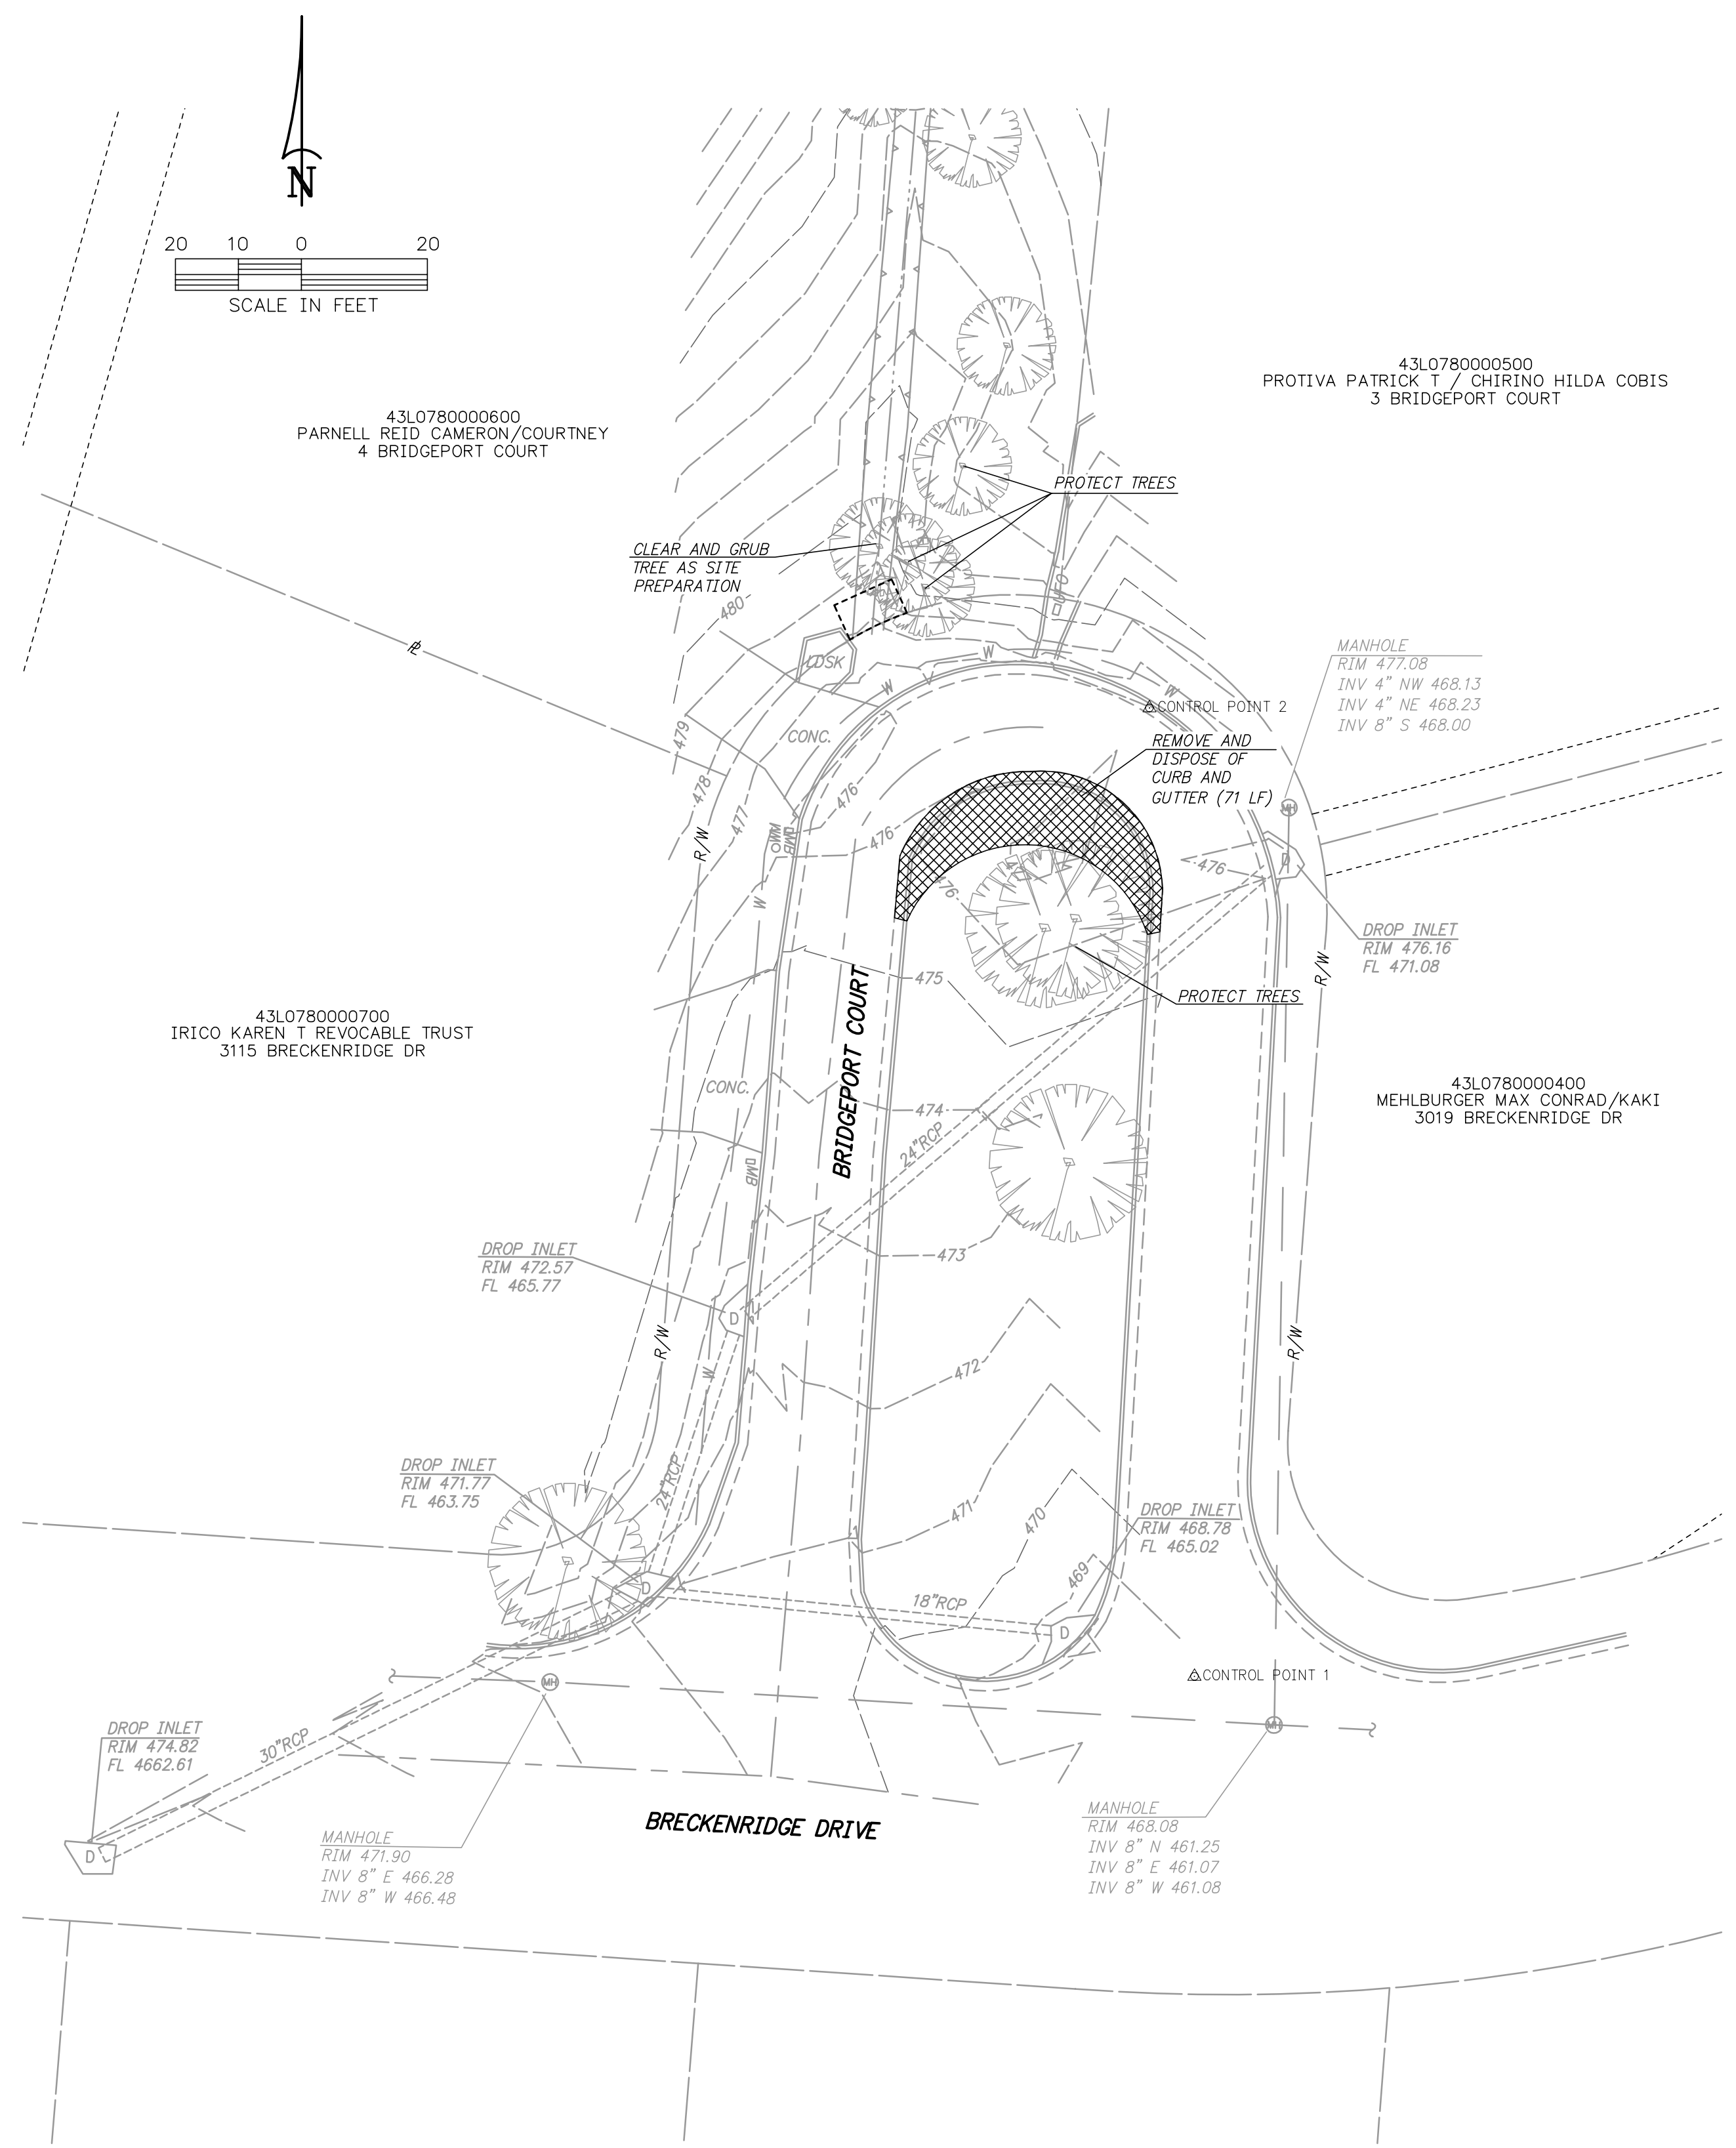 N
20 10 0 20
SCALE IN FEET
43L0780000500
PROTIVA PATRICK T / CHIRINO HILDA COBIS
3 BRIDGEPORT COURT
43L0780000600
PARNELL REID CAMERON/COURTNEY
4 BRIDGEPORT COURT
PROTECT TREES
CLEAR AND GRUB
TREE AS SITE
PREPARATION
480
LDSK
W
W
W
MANHOLE
RIM 477.08
INV 4" NW 468.13
INV 4" NE 468.23
INV 8" S 468.00
CONTROL POINT 2
479
CONC.
REMOVE AND
DISPOSE OF
CURB AND
GUTTER (71 LF)
478
477
476
476
MH
R/W
MB
476
D
W
DROP INLET
RIM 476.16
FL 471.08
475
R/W
PROTECT TREES
BRIDGEPORT COURT
43L0780000700
IRICO KAREN T REVOCABLE TRUST
3115 BRECKENRIDGE DR
CONC.
43L0780000400
MEHLBURGER MAX CONRAD/KAKI
3019 BRECKENRIDGE DR
474
24"RCP
MB
473
DROP INLET
RIM 472.57
FL 465.77
D
R/W
R/W
W
472
DROP INLET
RIM 471.77
FL 463.75
24"RCP
471
470
DROP INLET
RIM 468.78
FL 465.02
469
D
18"RCP
D
CONTROL POINT 1
MH
MH
DROP INLET
RIM 474.82
FL 4662.61
30"RCP
D
BRECKENRIDGE DRIVE
MANHOLE
RIM 468.08
INV 8" N 461.25
INV 8" E 461.07
INV 8" W 461.08
MANHOLE
RIM 471.90
INV 8" E 466.28
INV 8" W 466.48